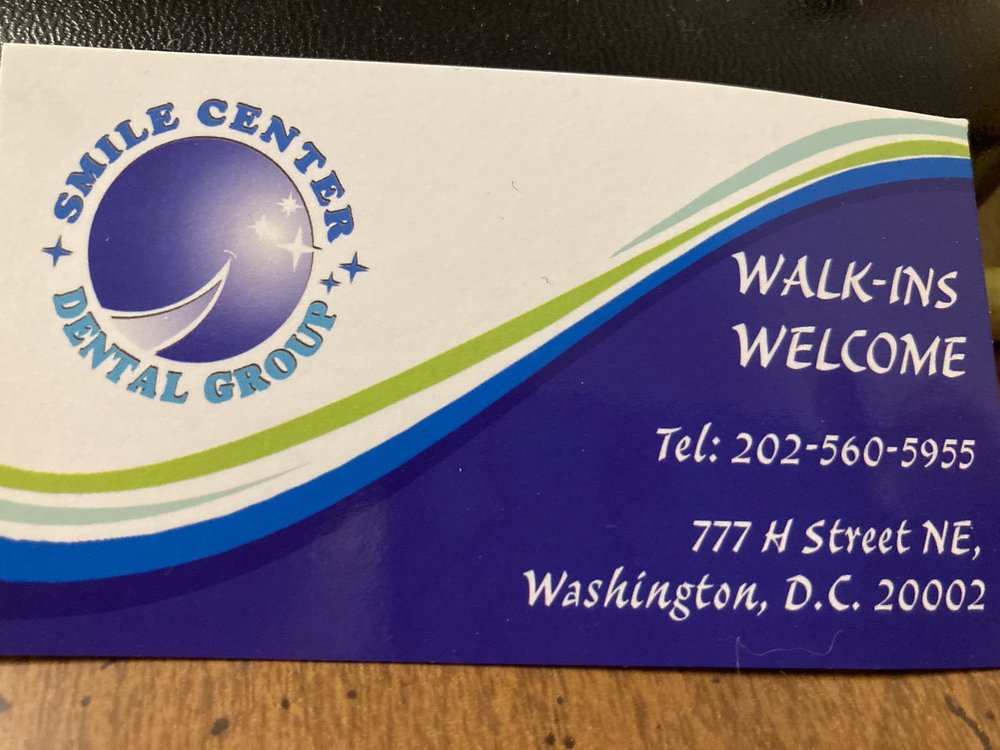 SMILE CENTER
DENTAL GROUP
WALK-INS
WELCOME
Tel: 202-560-5955
777 H Street NE,
Washington, D.C. 20002